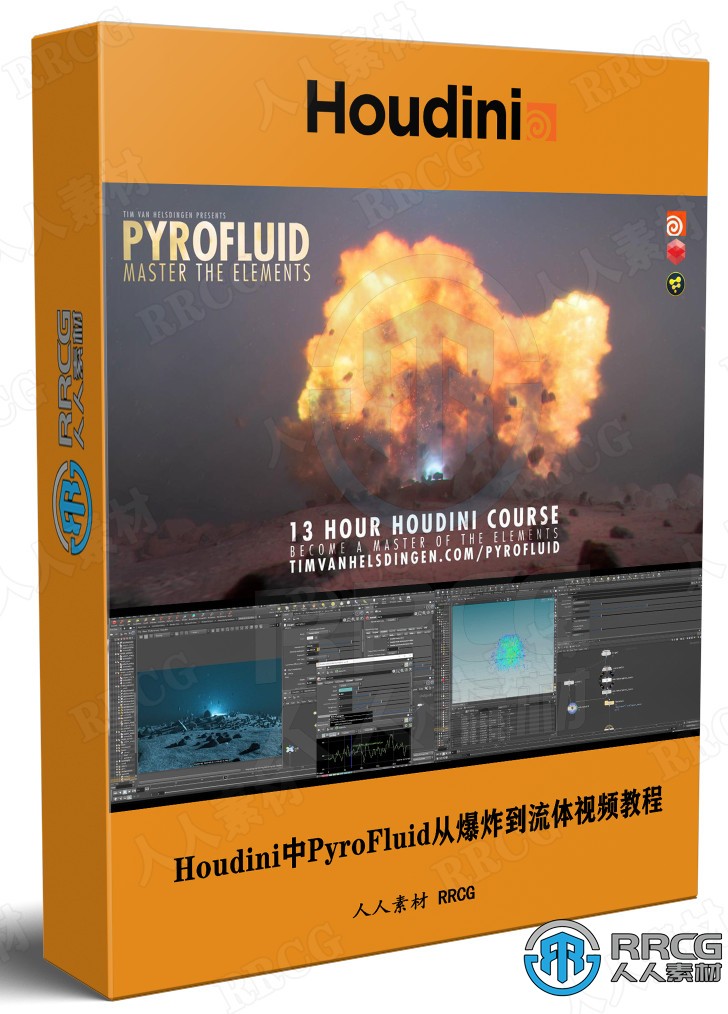 Houdini
TIM VAN HELSDINGEN PRESENTS
PYROFLUID
MASTER THE ELEMENTS
13 HOUR HOUDINI COURSE
BECOME A MASTER OF THE ELEMENTS
TIMVANHELSDINGEN.COM/PYROFLUID
RRCG
人人素材
Houdini中PyroFluid从爆炸到流体视频教程
人人素材 RRCG
RRCG
人人素材